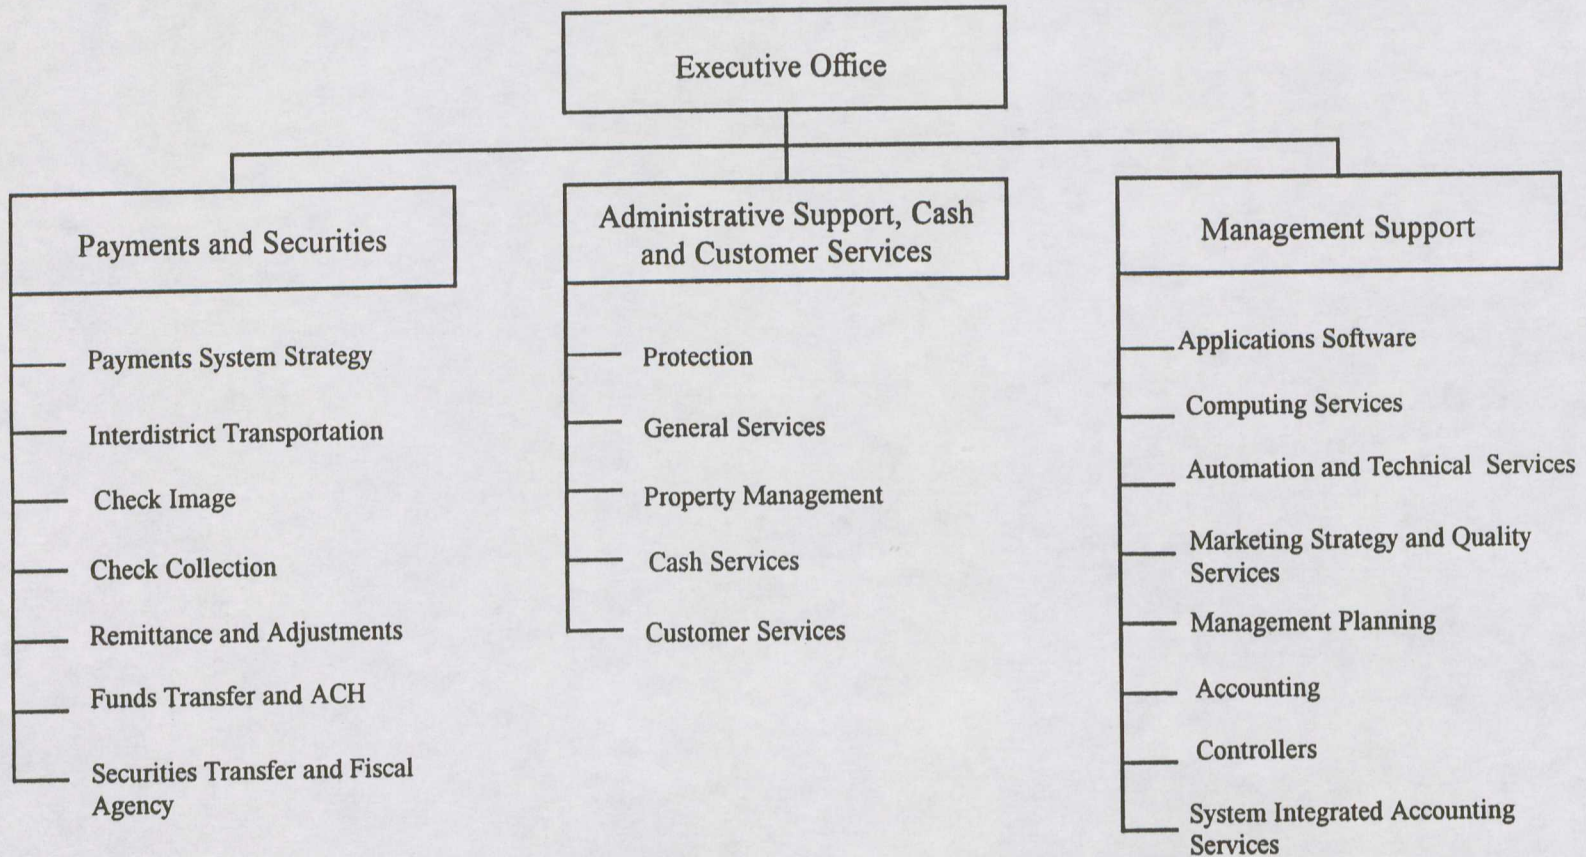 Executive Office
Payments and Securities
Payments System Strategy
Interdistrict Transportation
Check Image
Check Collection
Remittance and Adjustments
Funds Transfer and ACH
Securities Transfer and Fiscal
Agency
Administrative Support, Cash
and Customer Services
Protection
General Services
Property Management
Cash Services
Customer Services
Management Support
Applications Software
Computing Services
Automation and Technical Services
Marketing Strategy and Quality
Services
Management Planning
Accounting
Controllers
System Integrated Accounting
Services